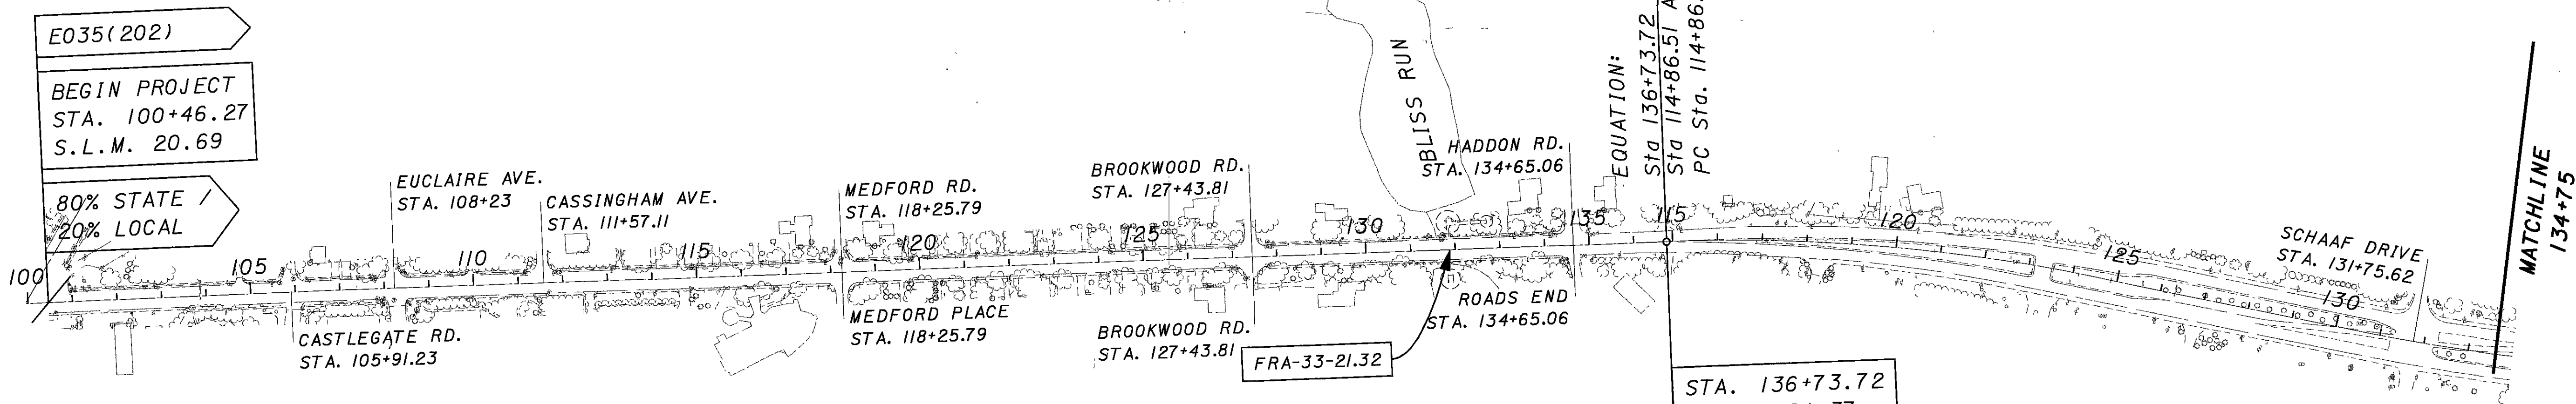 E035(202)
BEGIN PROJECT
STA. 100+46.27
S.L.M. 20.69
80% STATE /
20% LOCAL
EUCLAIRE AVE.
STA. 108+23
CASSINGHAM AVE.
STA. 111+57.11
MEDFORD RD.
STA. 118+25.79
BROOKWOOD RD.
STA. 127+43.81
BLISS RUN
HADDON RD.
STA. 134+65.06
EQUATION:
Sta 136+73.72
Sta 114+86.51
PC Sta. 114+86.
SCHAAF DRIVE
STA. 131+75.62
MATCHLINE
134+75
100
105
110
115
120
125
130
135
115
120
125
130
CASTLEGATE RD.
STA. 105+91.23
MEDFORD PLACE
STA. 118+25.79
BROOKWOOD RD.
STA. 127+43.81
FRA-33-21.32
ROADS END
STA. 134+65.06
STA. 136+73.72